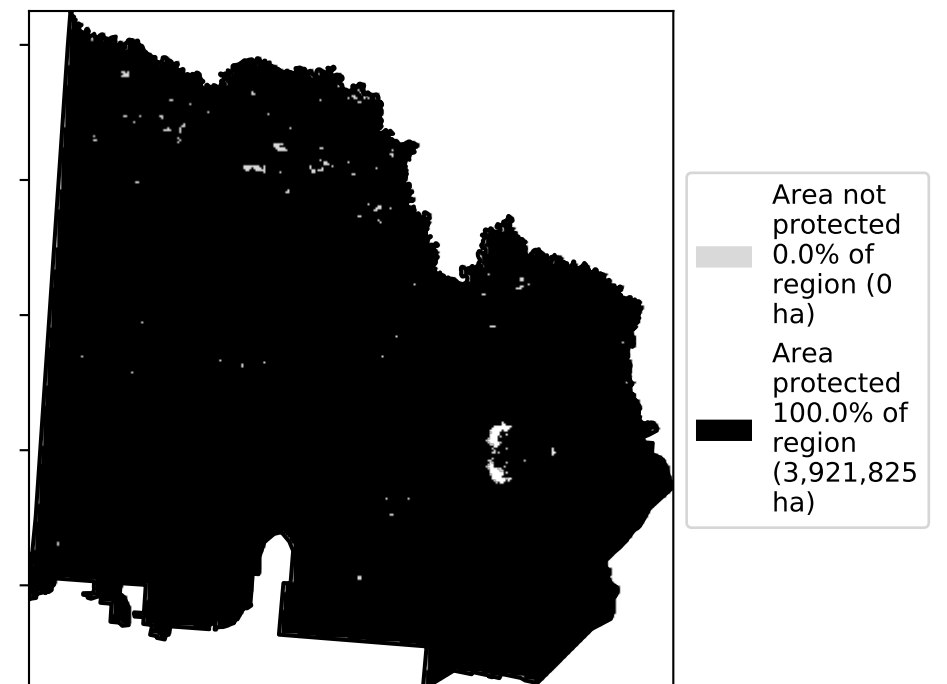 Area not
protected
0.0% of
region (0
ha)
Area
protected
100.0% of
region
(3,921,825
ha)